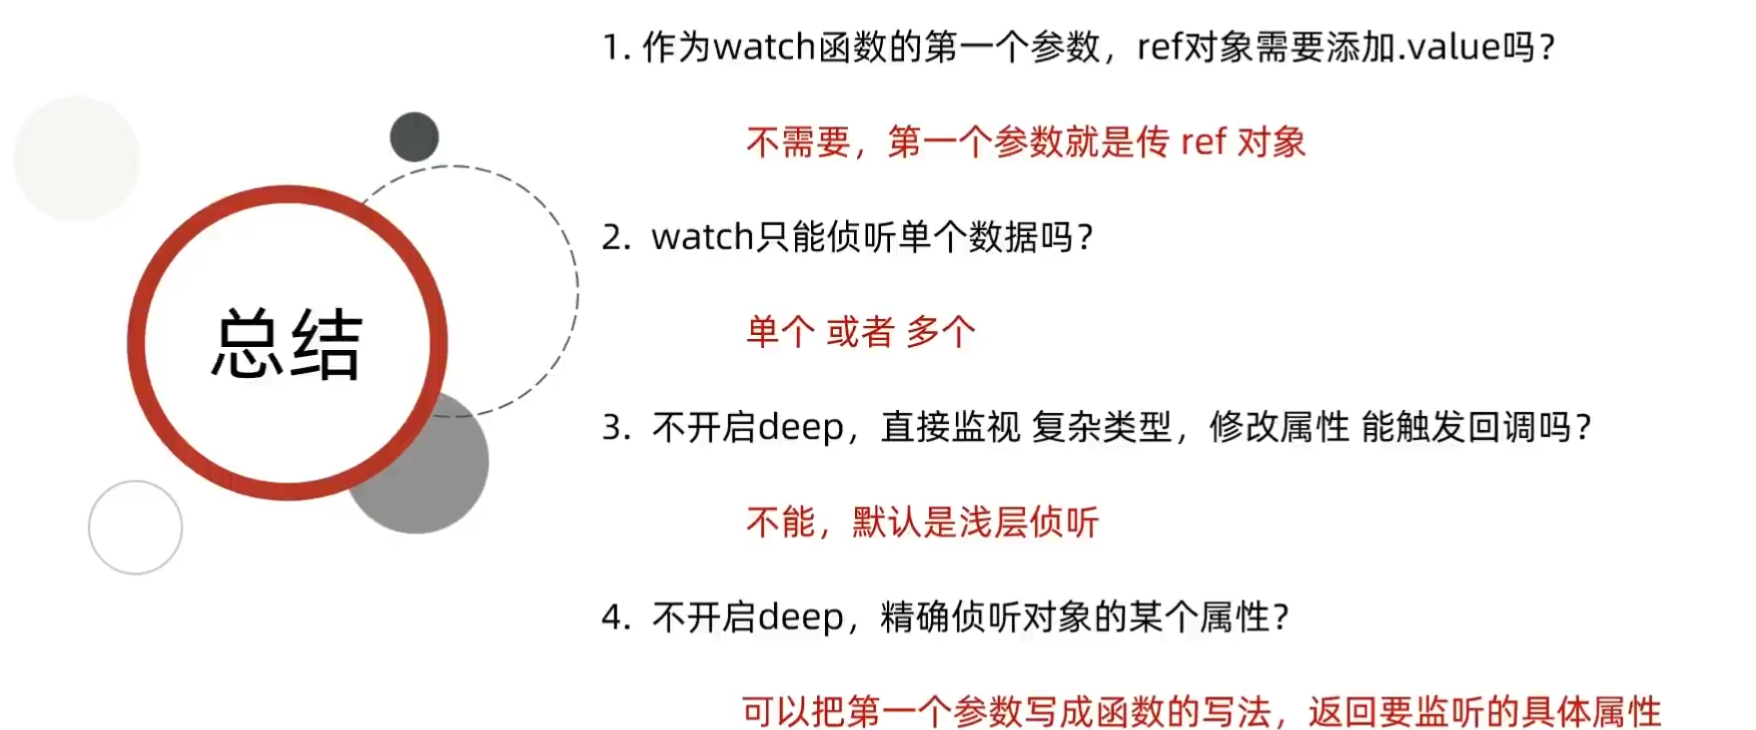 总结
1. 作为watch函数的第一个参数，ref对象需要添加.value吗？
不需要，第一个参数就是传 ref 对象
2. watch只能侦听单个数据吗？
单个 或者 多个
3. 不开启deep，直接监视 复杂类型，修改属性 能触发回调吗？
不能，默认是浅层侦听
4. 不开启deep，精确侦听对象的某个属性？
可以把第一个参数写成函数的写法，返回要监听的具体属性